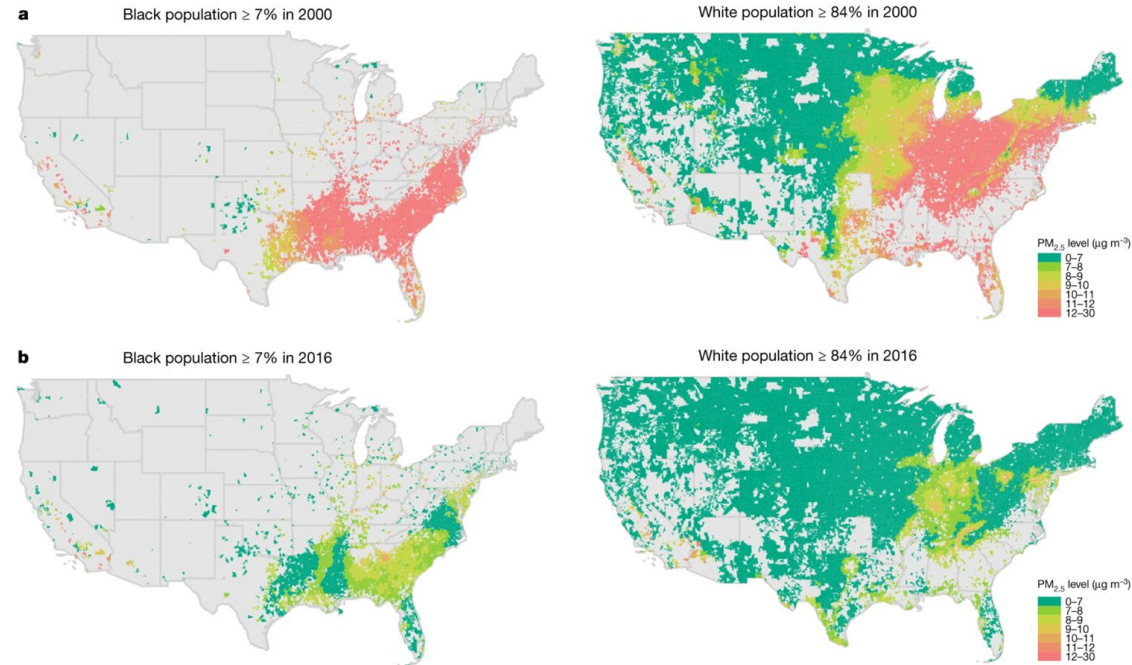 a
Black population ≥ 7% in 2000
White population ≥ 84% in 2000
PM2.5 level (μg m−3)
0–7
7–8
8–9
9–10
10–11
11–12
12–30
b
Black population ≥ 7% in 2016
White population ≥ 84% in 2016
PM2.5 level (μg m−3)
0–7
7–8
8–9
9–10
10–11
11–12
12–30